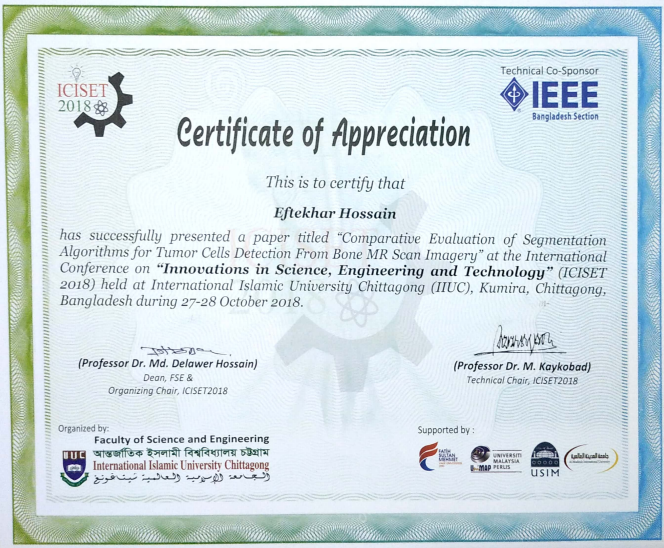 ICISET
2018
Technical Co-Sponsor
IEEE
Bangladesh Section
Certificate of Appreciation
This is to certify that
Eftekhar Hossain
has successfully presented a paper titled “Comparative Evaluation of Segmentation
Algorithms for Tumor Cells Detection From Bone MR Scan Imagery” at the International
Conference on “Innovations in Science, Engineering and Technology” (ICISET
2018) held at International Islamic University Chittagong (IIUC), Kumira, Chittagong,
Bangladesh during 27-28 October 2018.
(Professor Dr. Md. Delawer Hossain)
Dean, FSE &
Organizing Chair, ICISET2018
(Professor Dr. M. Kaykobad)
Technical Chair, ICISET2018
Organized by:
Faculty of Science and Engineering
IIUC
আন্তর্জাতিক ইসলামী বিশ্ববিদ্যালয় চট্টগ্রাম
International Islamic University Chittagong
الجامعة الإسلامية العالمية شيتاغونغ
Supported by :
FATIH
SULTAN
MEHMET
UniMAP
UNIVERSITI
MALAYSIA
PERLIS
USIM
جامعة المدينة العالمية